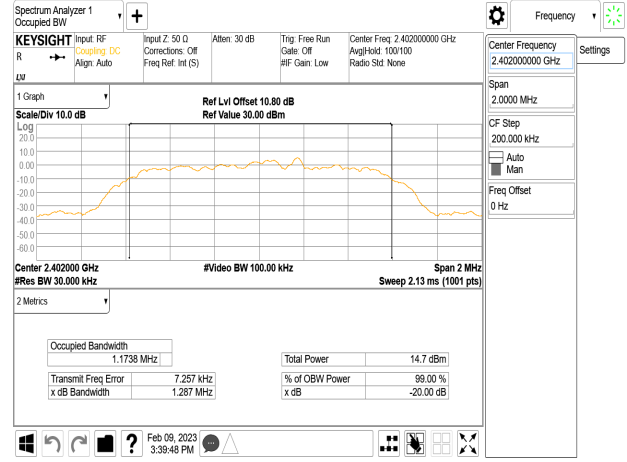 Spectrum Analyzer 1
Occupied BW
Frequency
KEYSIGHT
R
LXI
Input: RF
Coupling: DC
Align: Auto
Input Z: 50 Ω
Corrections: Off
Freq Ref: Int (S)
Atten: 30 dB
Trig: Free Run
Gate: Off
#IF Gain: Low
Center Freq: 2.402000000 GHz
Avg|Hold: 100/100
Radio Std: None
Center Frequency
2.402000000 GHz
Settings
Span
2.0000 MHz
CF Step
200.000 kHz
Auto
Man
Freq Offset
0 Hz
1 Graph
Scale/Div 10.0 dB
Ref Lvl Offset 10.80 dB
Ref Value 30.00 dBm
Log
20.0
10.0
0.00
-10.0
-20.0
-30.0
-40.0
-50.0
-60.0
Center 2.402000 GHz
#Res BW 30.000 kHz
#Video BW 100.00 kHz
Span 2 MHz
Sweep 2.13 ms (1001 pts)
2 Metrics
Occupied Bandwidth
1.1738 MHz
Total Power 14.7 dBm
Transmit Freq Error 7.257 kHz
% of OBW Power 99.00 %
x dB Bandwidth 1.287 MHz
x dB -20.00 dB
?
Feb 09, 2023
3:39:48 PM